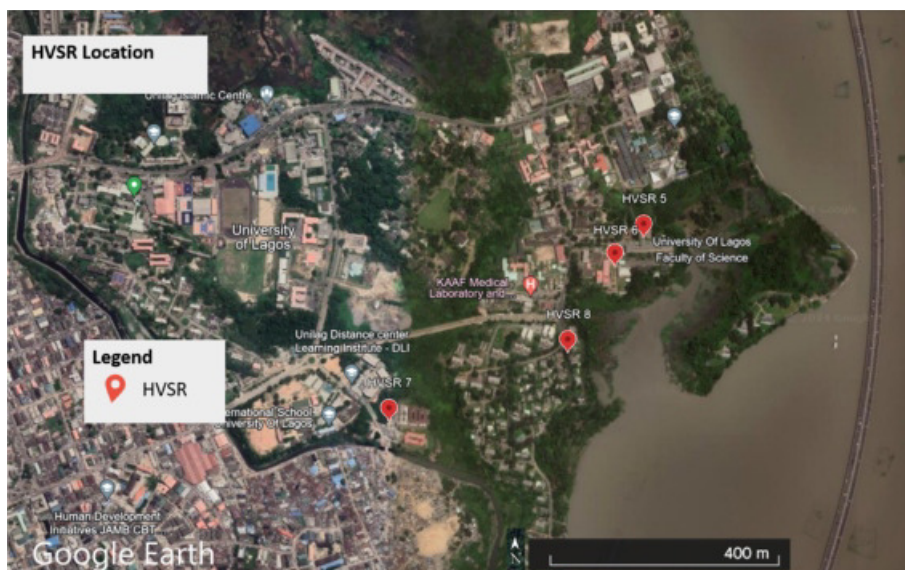 HVSR Location
Unilag Islamic Centre
HVSR 5
HVSR 6
University
of Lagos
University Of Lagos
Faculty of Science
KAAF Medical
Laboratory and...
H
HVSR 8
Unilag Distance center
Learning Institute - DLI
Legend
HVSR
HVSR 7
ternational School
University of Lagos
Human Development
Initiatives JAMB CBT...
Google Earth
N
400 m